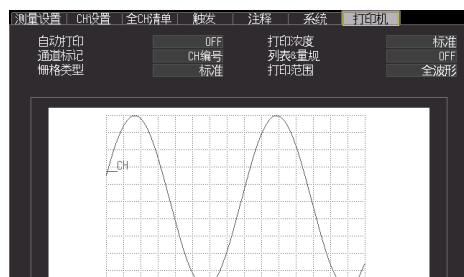 测量设置 CH设置 全CH清单 触发 注释 系统 打印机
自动打印 OFF 打印浓度 标准
通道标记 CH编号 列表&量规 OFF
栅格类型 标准 打印范围 全波形
CH